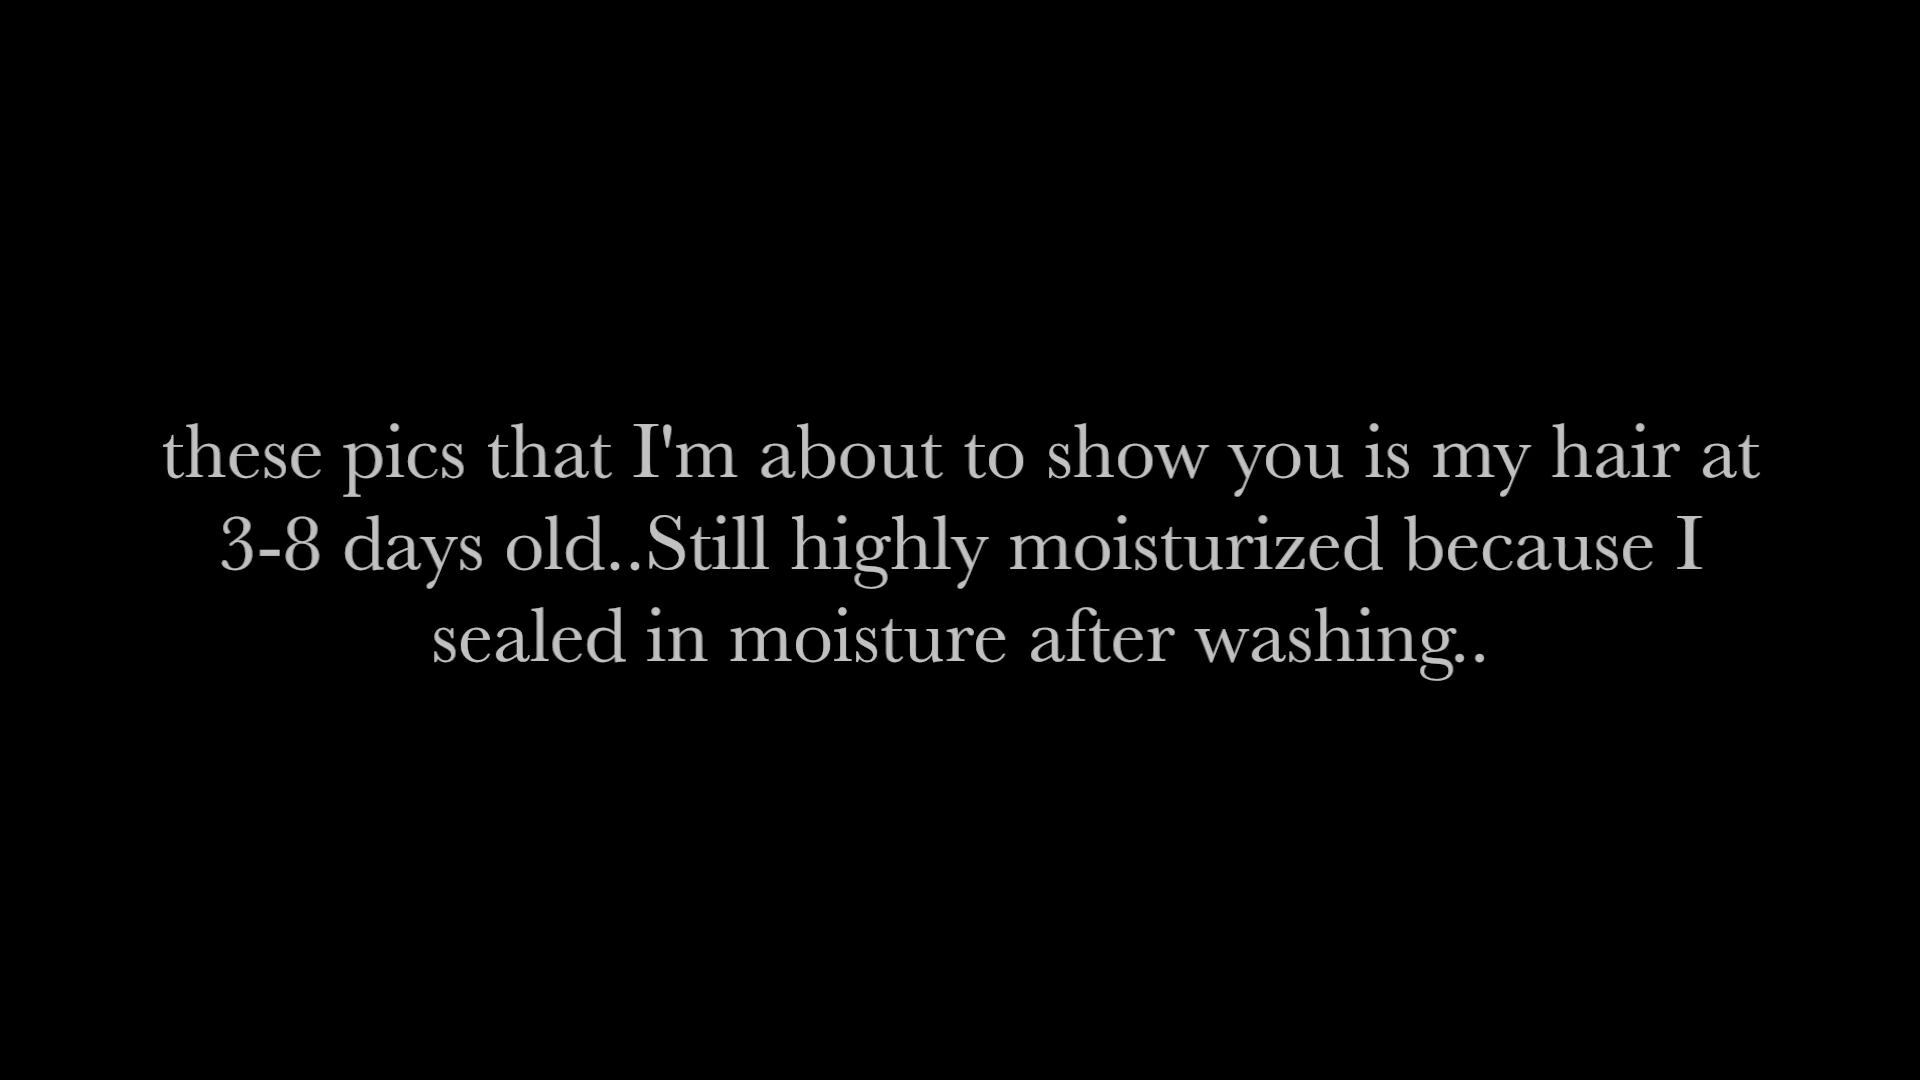 these pics that I'm about to show you is my hair at
3-8 days old..Still highly moisturized because I
sealed in moisture after washing..